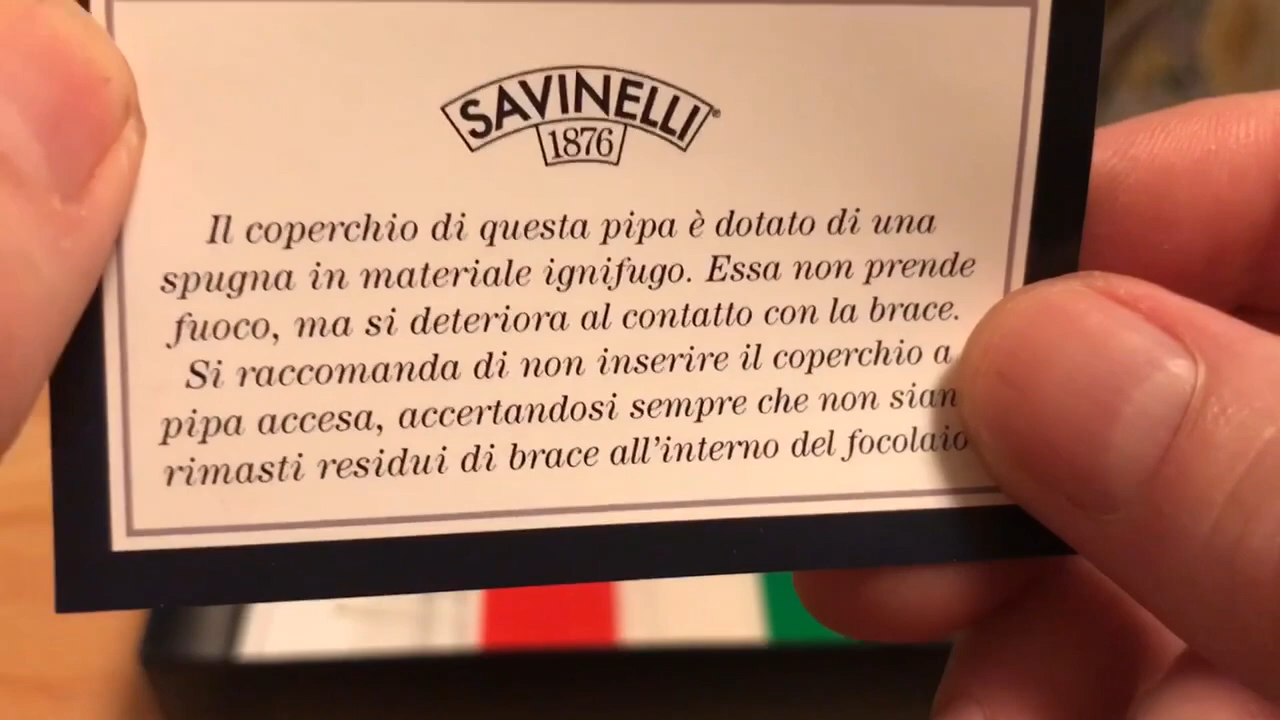 SAVINELLI®
1876
Il coperchio di questa pipa è dotato di una
spugna in materiale ignifugo. Essa non prende
fuoco, ma si deteriora al contatto con la brace.
Si raccomanda di non inserire il coperchio a
pipa accesa, accertandosi sempre che non sian
rimasti residui di brace all'interno del focolaio